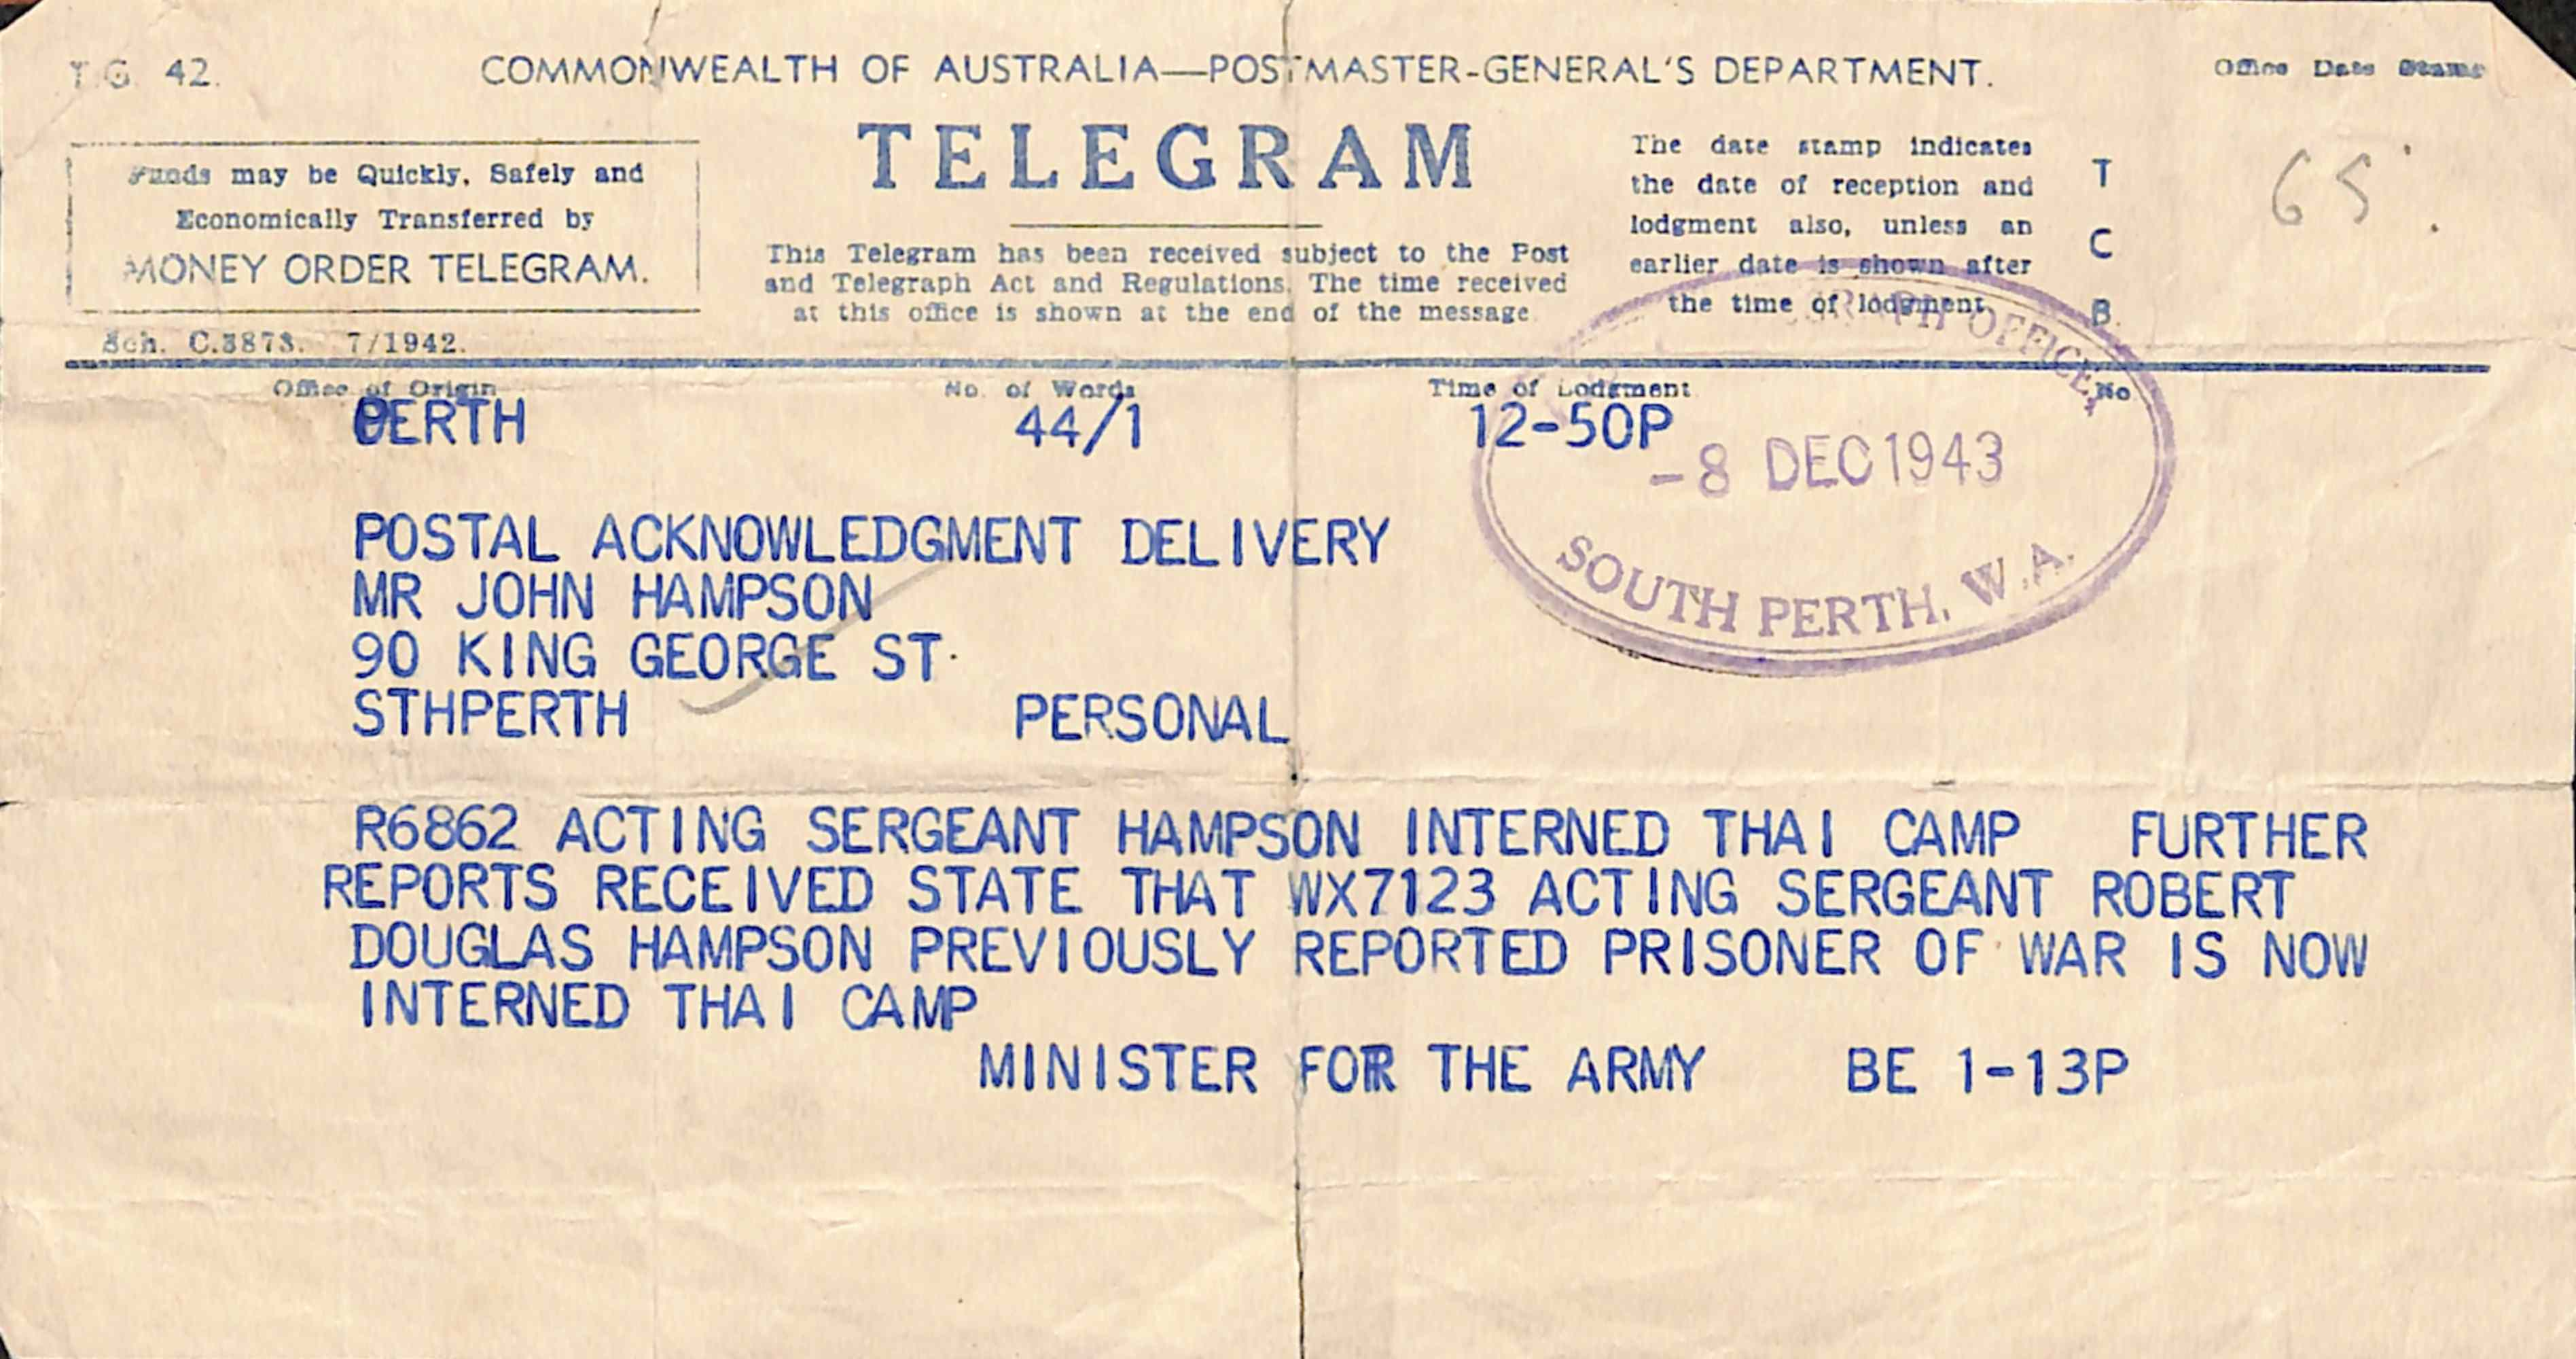 T.G. 42.
COMMONWEALTH OF AUSTRALIA—POSTMASTER-GENERAL'S DEPARTMENT.
Office Date Stamp
Funds may be Quickly, Safely and
Economically Transferred by
MONEY ORDER TELEGRAM.
Sch. C.3873. 7/1942.
TELEGRAM
This Telegram has been received subject to the Post
and Telegraph Act and Regulations. The time received
at this office is shown at the end of the message
The date stamp indicates
the date of reception and
lodgment also, unless an
earlier date is shown after
the time of lodgment
T
C
B.
65
Office of Origin
No. of Words
Time of Lodgment
No
PERTH
44/1
12-50P
OFFICE,
-8 DEC 1943
SOUTH PERTH, W.A.
POSTAL ACKNOWLEDGMENT DELIVERY
MR JOHN HAMPSON
90 KING GEORGE ST
STHPERTH PERSONAL
R6862 ACTING SERGEANT HAMPSON INTERNED THAI CAMP FURTHER
REPORTS RECEIVED STATE THAT WX7123 ACTING SERGEANT ROBERT
DOUGLAS HAMPSON PREVIOUSLY REPORTED PRISONER OF WAR IS NOW
INTERNED THAI CAMP
MINISTER FOR THE ARMY BE 1-13P